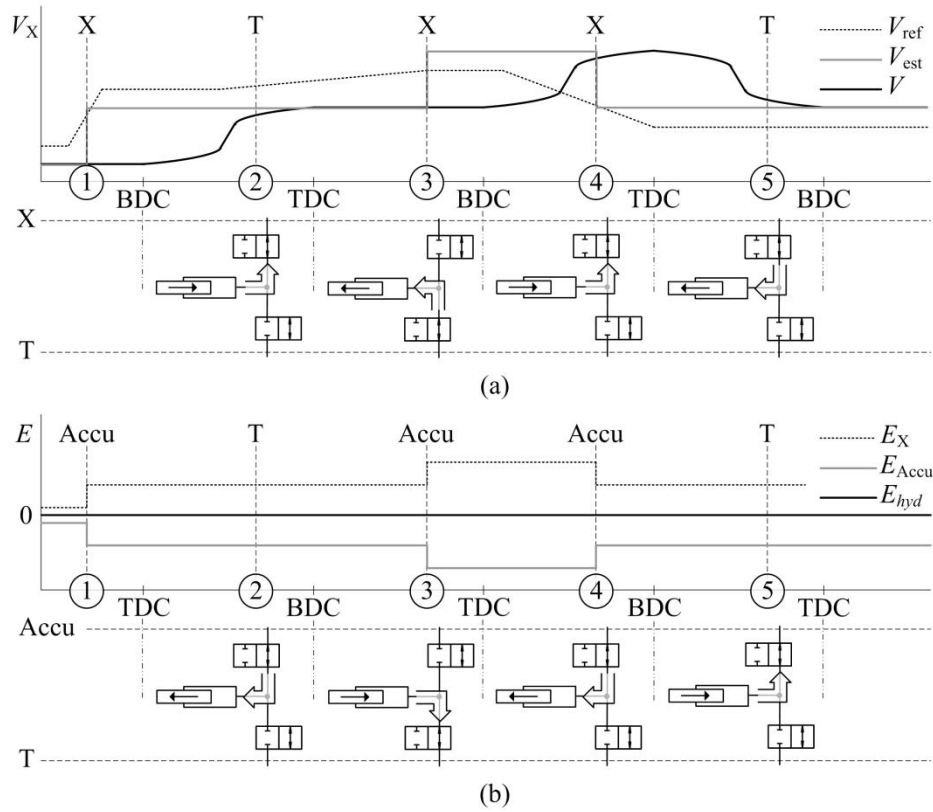 V_X X T X X T
V_ref
V_est
V
1 2 3 4 5
BDC TDC BDC TDC BDC
X
T
(a)
E Accu T Accu Accu T
E_X
E_Accu
E_hyd
0
1 2 3 4 5
TDC BDC TDC BDC TDC
Accu
T
(b)